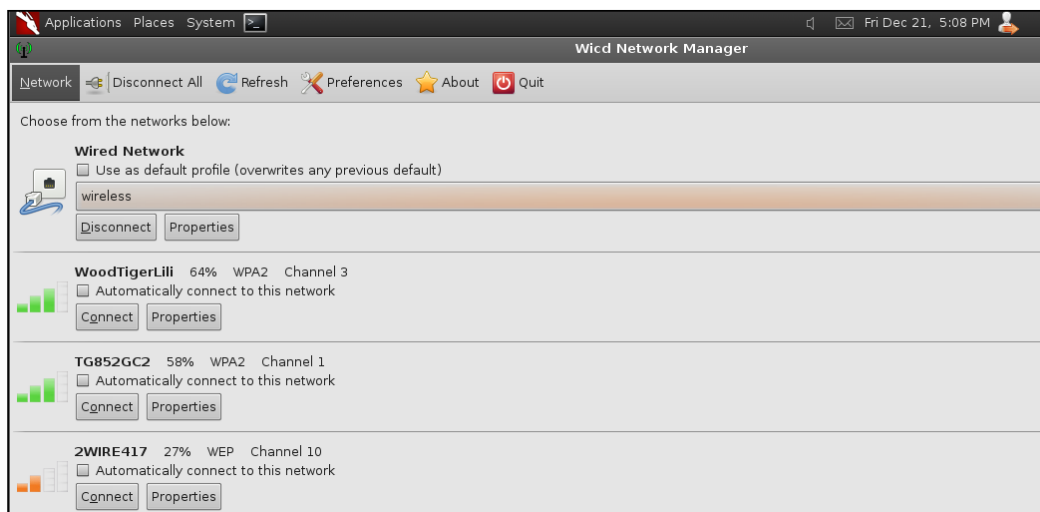 Applications Places System Fri Dec 21, 5:08 PM
Wicd Network Manager
Network Disconnect All Refresh Preferences About Quit
Choose from the networks below:
Wired Network
Use as default profile (overwrites any previous default)
wireless
Disconnect Properties
WoodTigerLili 64% WPA2 Channel 3
Automatically connect to this network
Connect Properties
TG852GC2 58% WPA2 Channel 1
Automatically connect to this network
Connect Properties
2WIRE417 27% WEP Channel 10
Automatically connect to this network
Connect Properties